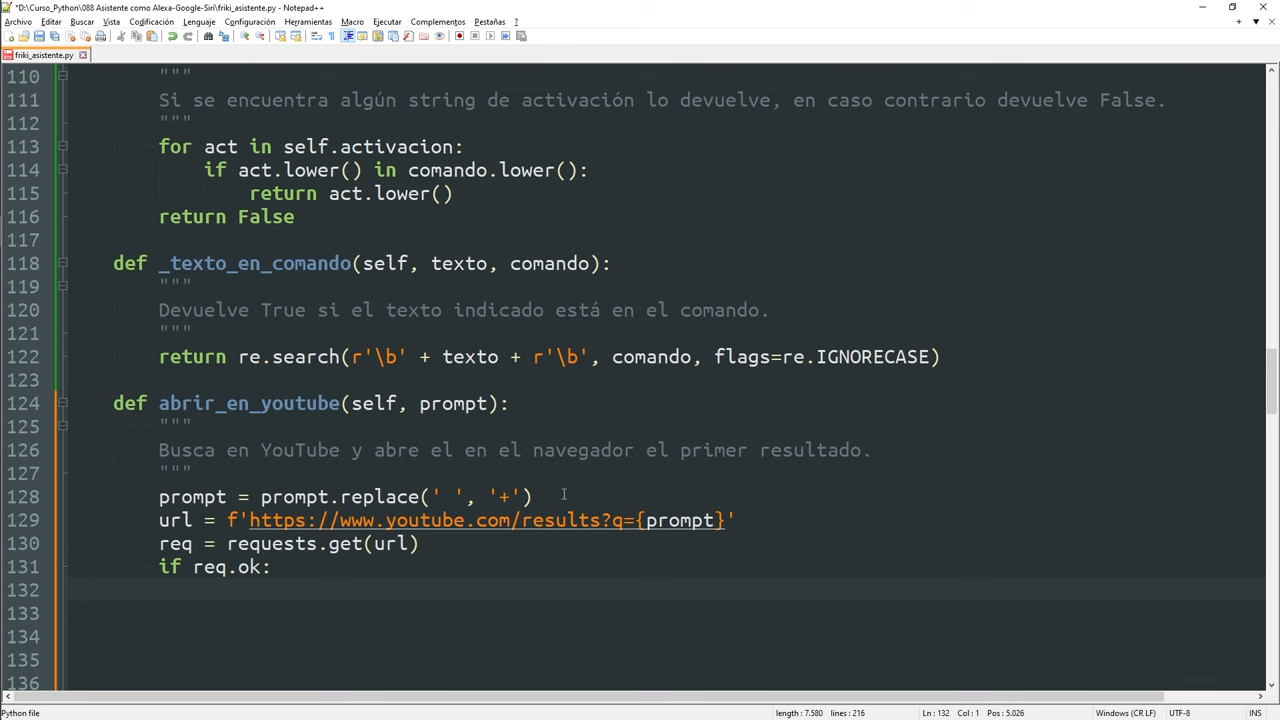 *D:\Curso_Python\088 Asistente como Alexa-Google-Siri\friki_asistente.py - Notepad++
Archivo Editar Buscar Vista Codificación Lenguaje Configuración Herramientas Macro Ejecutar Complementos Pestañas ?
friki_asistente.py
110 """
111 Si se encuentra algún string de activación lo devuelve, en caso contrario devuelve False.
112 """
113 for act in self.activacion:
114 if act.lower() in comando.lower():
115 return act.lower()
116 return False
117
118 def _texto_en_comando(self, texto, comando):
119 """
120 Devuelve True si el texto indicado está en el comando.
121 """
122 return re.search(r'\b' + texto + r'\b', comando, flags=re.IGNORECASE)
123
124 def abrir_en_youtube(self, prompt):
125 """
126 Busca en YouTube y abre el en el navegador el primer resultado.
127 """
128 prompt = prompt.replace(' ', '+')
129 url = f'https://www.youtube.com/results?q={prompt}'
130 req = requests.get(url)
131 if req.ok:
132
133
134
135
136
Python file length : 7.580 lines : 216 Ln : 132 Col : 1 Pos : 5.026 Windows (CR LF) UTF-8 INS